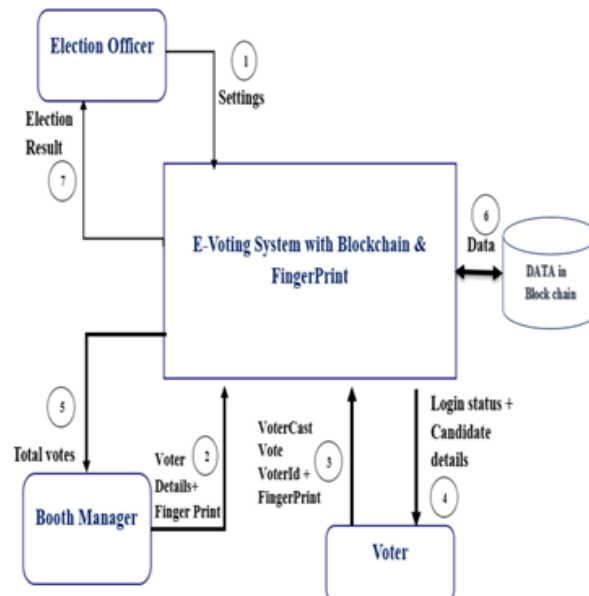 Election Officer
1
Settings
Election
Result
7
E-Voting System with Blockchain &
FingerPrint
6
Data
DATA in
Block chain
5
Total votes
Booth Manager
2
Voter
Details+
Finger Print
VoterCast
Vote
VoterId +
FingerPrint
3
Login status +
Candidate
details
4
Voter